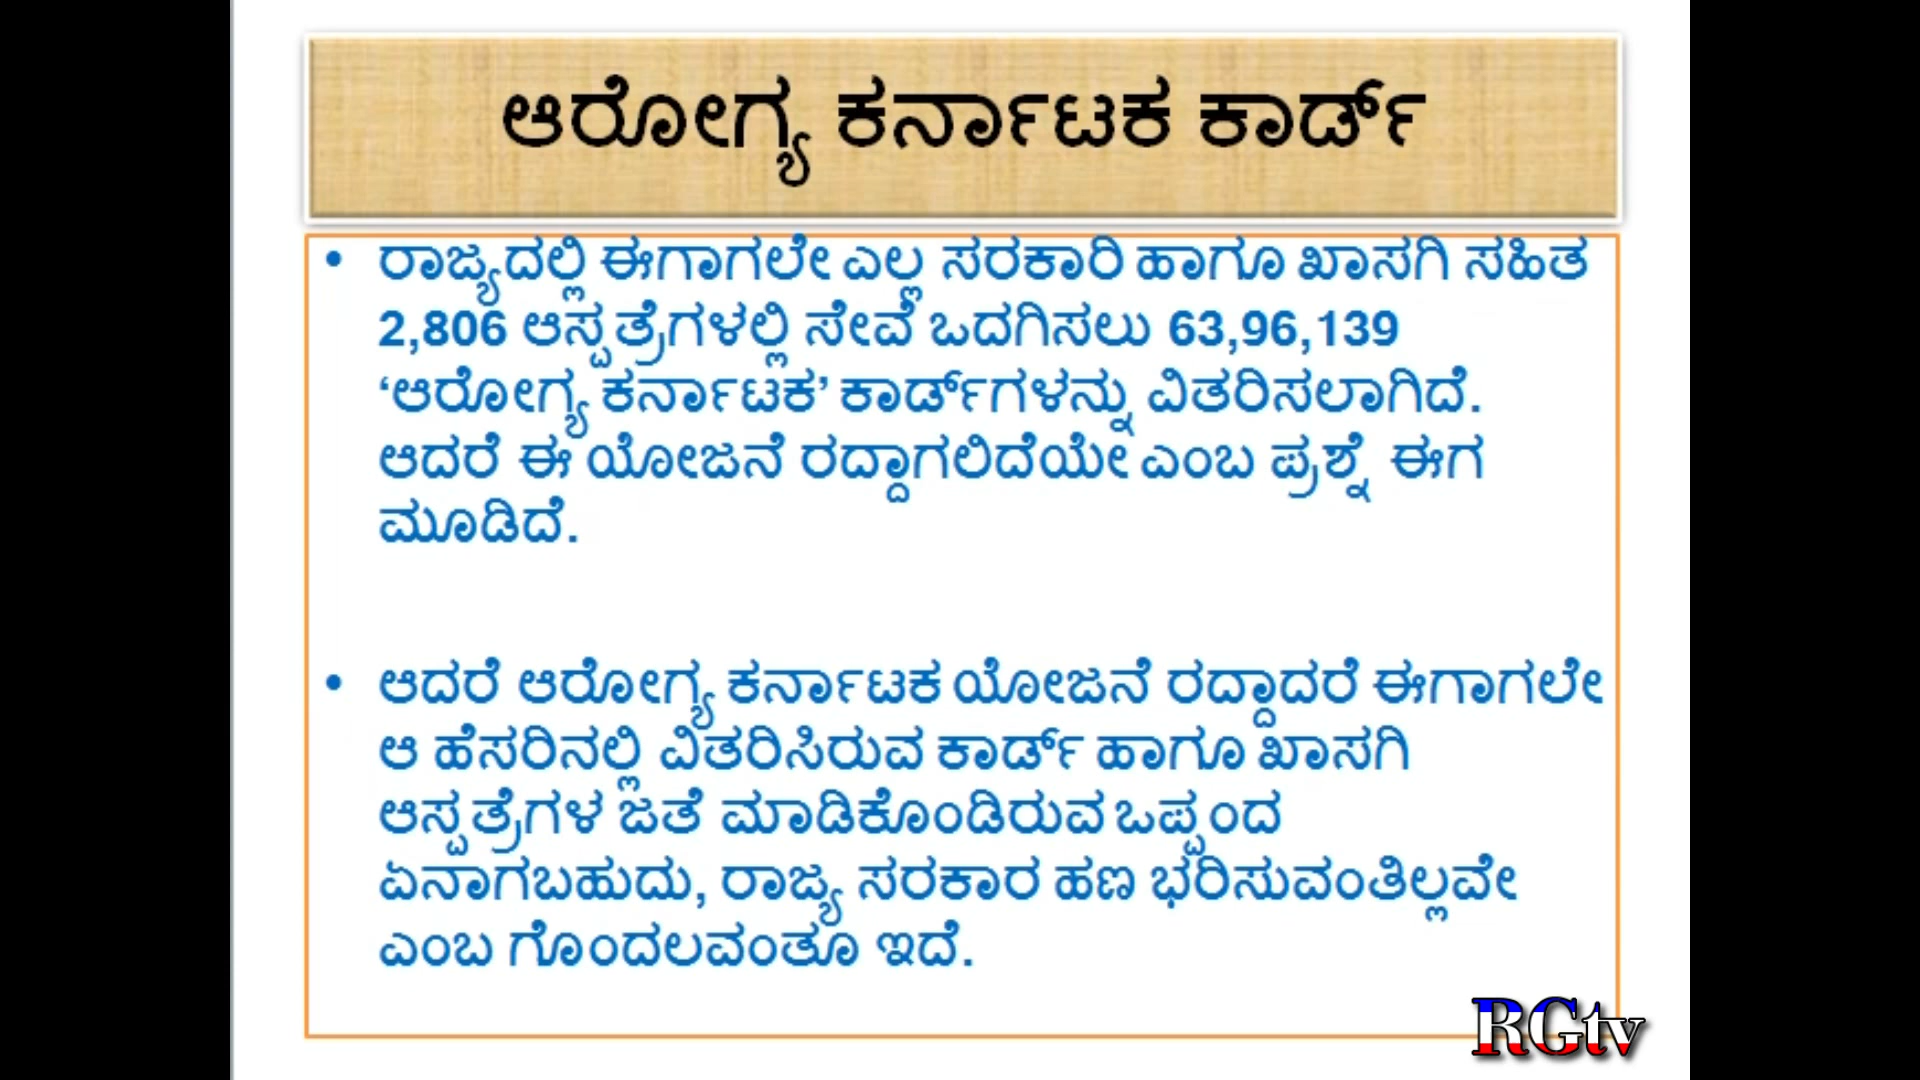 ಆರೋಗ್ಯ ಕರ್ನಾಟಕ ಕಾರ್ಡ್
• ರಾಜ್ಯದಲ್ಲಿ ಈಗಾಗಲೇ ಎಲ್ಲ ಸರಕಾರಿ ಹಾಗೂ ಖಾಸಗಿ ಸಹಿತ
2,806 ಆಸ್ಪತ್ರೆಗಳಲ್ಲಿ ಸೇವೆ ಒದಗಿಸಲು 63,96,139
‘ಆರೋಗ್ಯ ಕರ್ನಾಟಕ’ ಕಾರ್ಡ್‌ಗಳನ್ನು ವಿತರಿಸಲಾಗಿದೆ.
ಆದರೆ ಈ ಯೋಜನೆ ರದ್ದಾಗಲಿದೆಯೇ ಎಂಬ ಪ್ರಶ್ನೆ ಈಗ
ಮೂಡಿದೆ.
• ಆದರೆ ಆರೋಗ್ಯ ಕರ್ನಾಟಕ ಯೋಜನೆ ರದ್ದಾದರೆ ಈಗಾಗಲೇ
ಆ ಹೆಸರಿನಲ್ಲಿ ವಿತರಿಸಿರುವ ಕಾರ್ಡ್ ಹಾಗೂ ಖಾಸಗಿ
ಆಸ್ಪತ್ರೆಗಳ ಜತೆ ಮಾಡಿಕೊಂಡಿರುವ ಒಪ್ಪಂದ
ಏನಾಗಬಹುದು, ರಾಜ್ಯ ಸರಕಾರ ಹಣ ಭರಿಸುವಂತಿಲ್ಲವೇ
ಎಂಬ ಗೊಂದಲವಂತೂ ಇದೆ.
RGtv